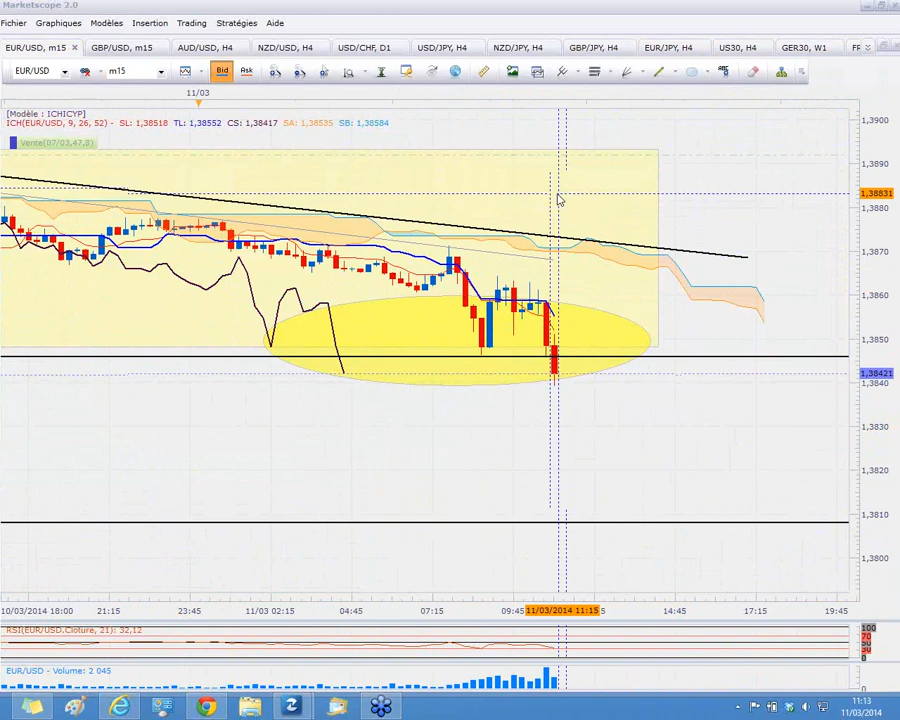 Marketscope 2.0
Fichier Graphiques Modèles Insertion Trading Stratégies Aide
EUR/USD, m15 GBP/USD, m15 AUD/USD, H4 NZD/USD, H4 USD/CHF, D1 USD/JPY, H4 NZD/JPY, H4 GBP/JPY, H4 EUR/JPY, H4 US30, H4 GER30, W1 FF
EUR/USD m15 Bid Ask ABC
11/03
[Modèle : ICHICYP]
ICH(EUR/USD, 9, 26, 52) - SL: 1,38518 TL: 1,38552 CS: 1,38417 SA: 1,38535 SB: 1,38584
Vente(07/03,47,8)
1,3900
1,3890
1,38831
1,3880
1,3870
1,3860
1,3850
1,38421
1,3840
1,3830
1,3820
1,3810
1,3800
10/03/2014 18:00 21:15 23:45 11/03 02:15 04:45 07:15 09:45 11/03/2014 11:15 5 14:45 17:15 19:45
RSI(EUR/USD.Cloture, 21): 32,12
100
70
50
30
0
EUR/USD - Volume: 2 045
0
11:13
11/03/2014